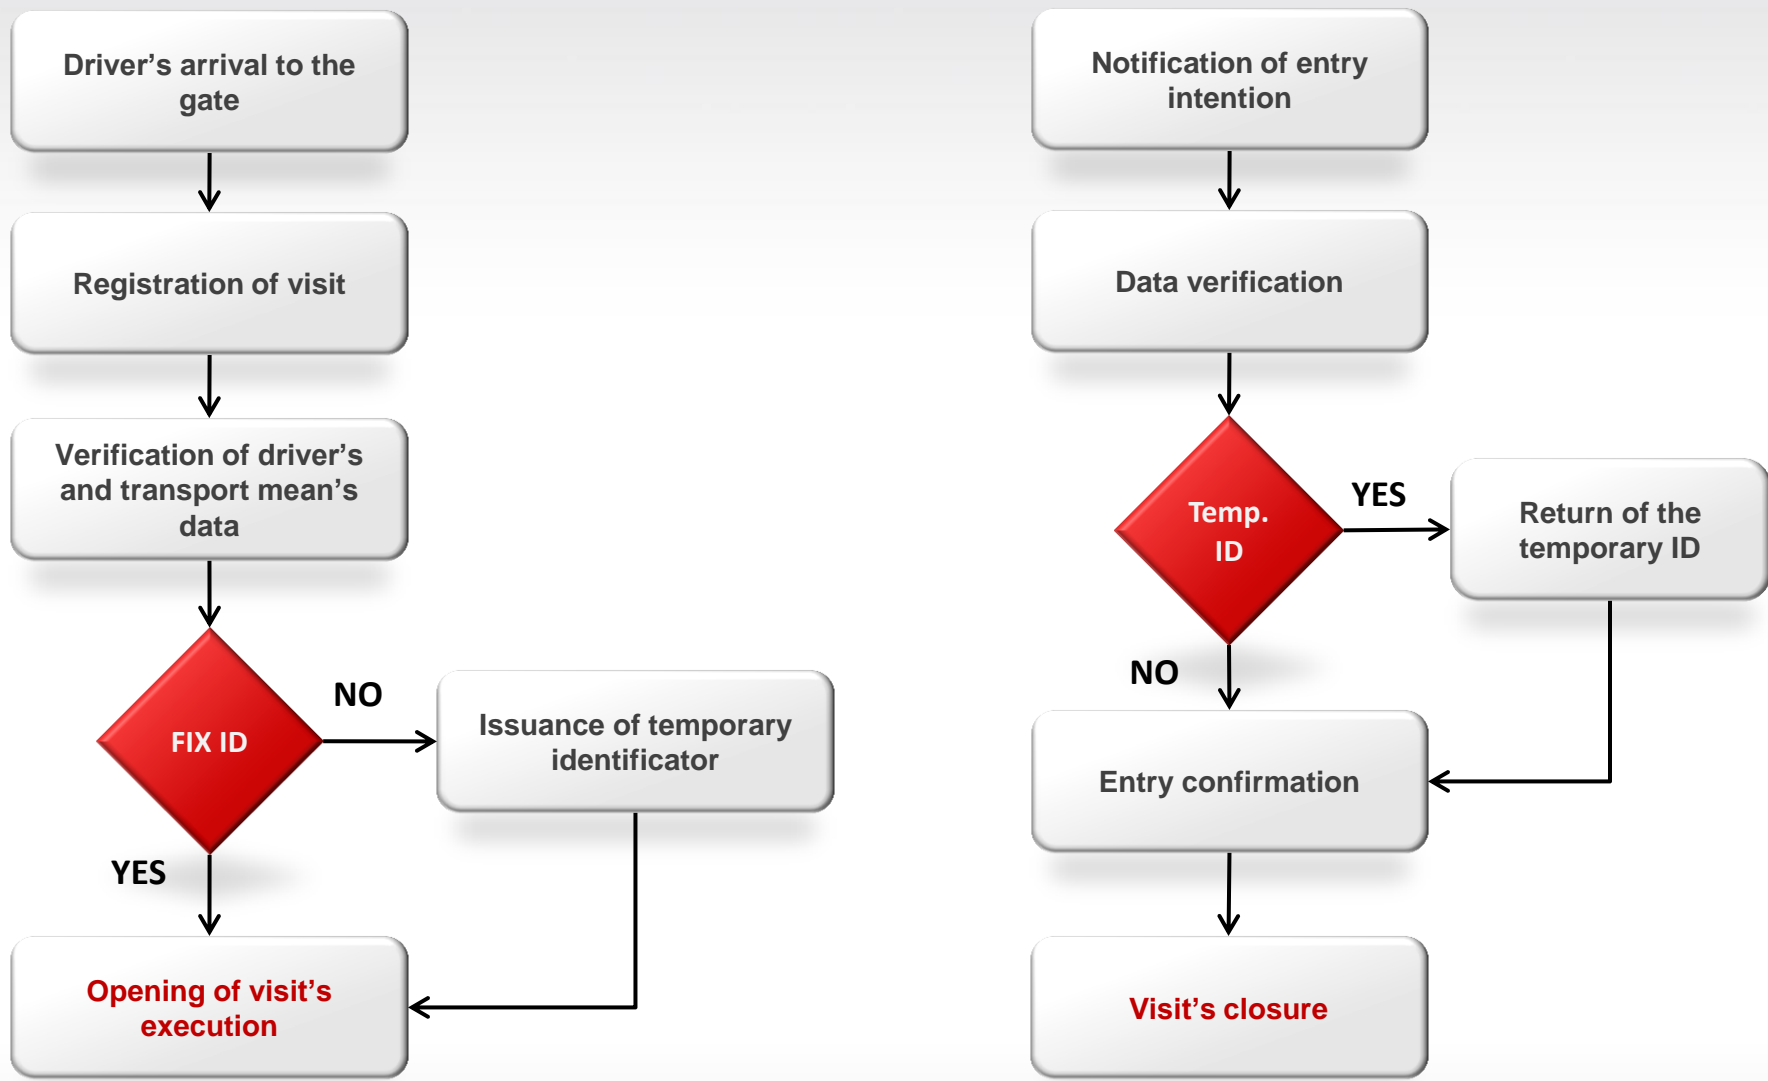 Driver’s arrival to the
gate
Registration of visit
Verification of driver’s
and transport mean’s
data
FIX ID
NO
Issuance of temporary
identificator
YES
Opening of visit’s
execution
Notification of entry
intention
Data verification
Temp.
ID
YES
Return of the
temporary ID
NO
Entry confirmation
Visit’s closure